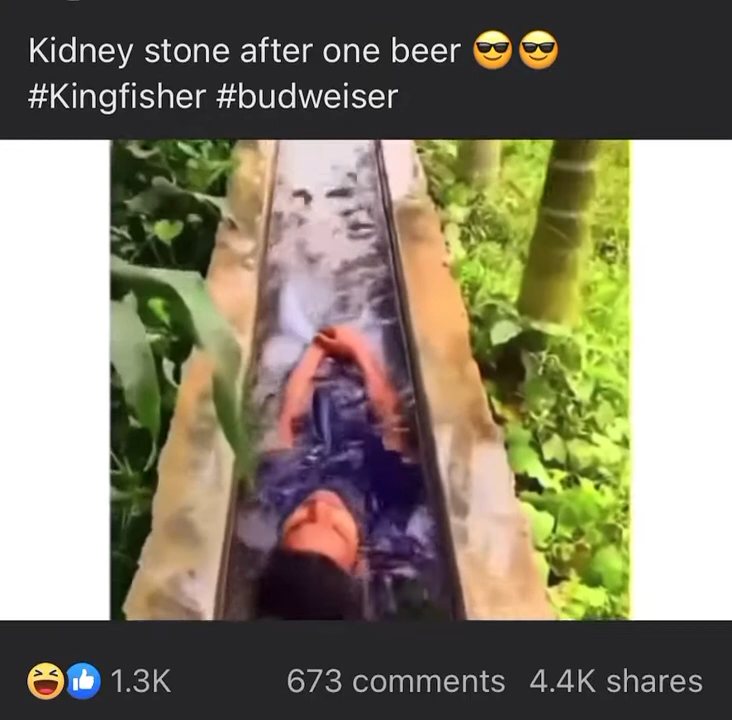 Kidney stone after one beer 😎😎
#Kingfisher #budweiser
1.3K 673 comments 4.4K shares